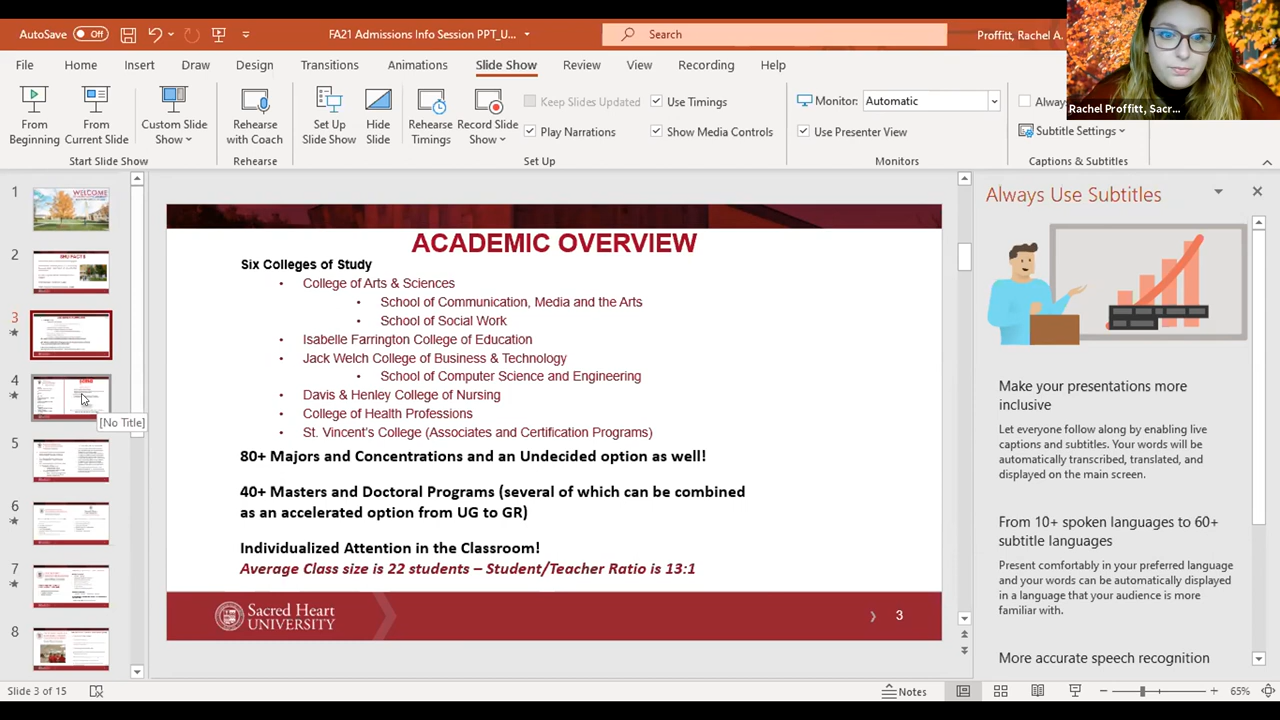 AutoSave Off
FA21 Admissions Info Session PPT_U...
Search
Proffitt, Rachel A.
File Home Insert Draw Design Transitions Animations Slide Show Review View Recording Help
From Beginning
From Current Slide
Custom Slide Show
Rehearse with Coach
Set Up Slide Show
Hide Slide
Rehearse Timings
Record Slide Show
Keep Slides Updated
Play Narrations
Use Timings
Show Media Controls
Monitor: Automatic
Use Presenter View
Alway
Subtitle Settings
Rachel Proffitt, Sacr...
Start Slide Show
Rehearse
Set Up
Monitors
Captions & Subtitles
1
WELCOME
2
3
4
[No Title]
5
6
7
8
ACADEMIC OVERVIEW
Six Colleges of Study
• College of Arts & Sciences
• School of Communication, Media and the Arts
• School of Social Work
• Isabelle Farrington College of Education
• Jack Welch College of Business & Technology
• School of Computer Science and Engineering
• Davis & Henley College of Nursing
• College of Health Professions
• St. Vincent's College (Associates and Certification Programs)
80+ Majors and Concentrations and an Undecided option as well!
40+ Masters and Doctoral Programs (several of which can be combined
as an accelerated option from UG to GR)
Individualized Attention in the Classroom!
Average Class size is 22 students – Student/Teacher Ratio is 13:1
Sacred Heart
UNIVERSITY
3
Always Use Subtitles
Make your presentations more
inclusive
Let everyone follow along by enabling live
captions and subtitles. Your words will be
automatically transcribed, translated, and
displayed on the main screen.
From 10+ spoken languages to 60+
subtitle languages
Present comfortably in your preferred language
and your words can be automatically displayed
in a language that your audience is more
familiar with.
More accurate speech recognition
Slide 3 of 15
Notes
65%